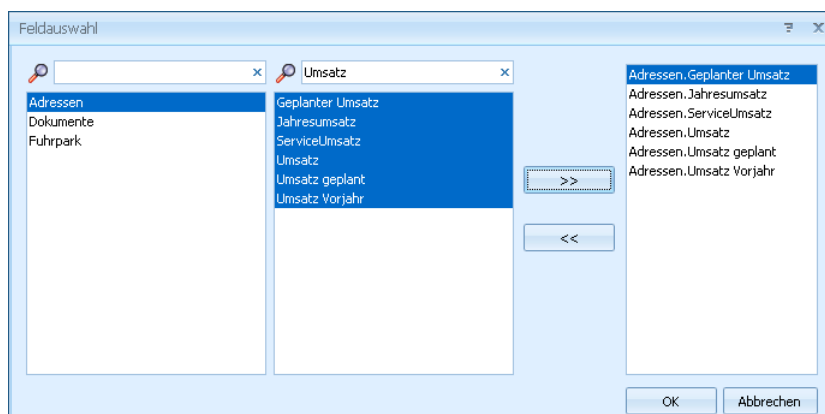 Feldauswahl
Umsatz
Adressen
Dokumente
Fuhrpark
Geplanter Umsatz
Jahresumsatz
ServiceUmsatz
Umsatz
Umsatz geplant
Umsatz Vorjahr
>>
<<
Adressen.Geplanter Umsatz
Adressen.Jahresumsatz
Adressen.ServiceUmsatz
Adressen.Umsatz
Adressen.Umsatz geplant
Adressen.Umsatz Vorjahr
OK
Abbrechen